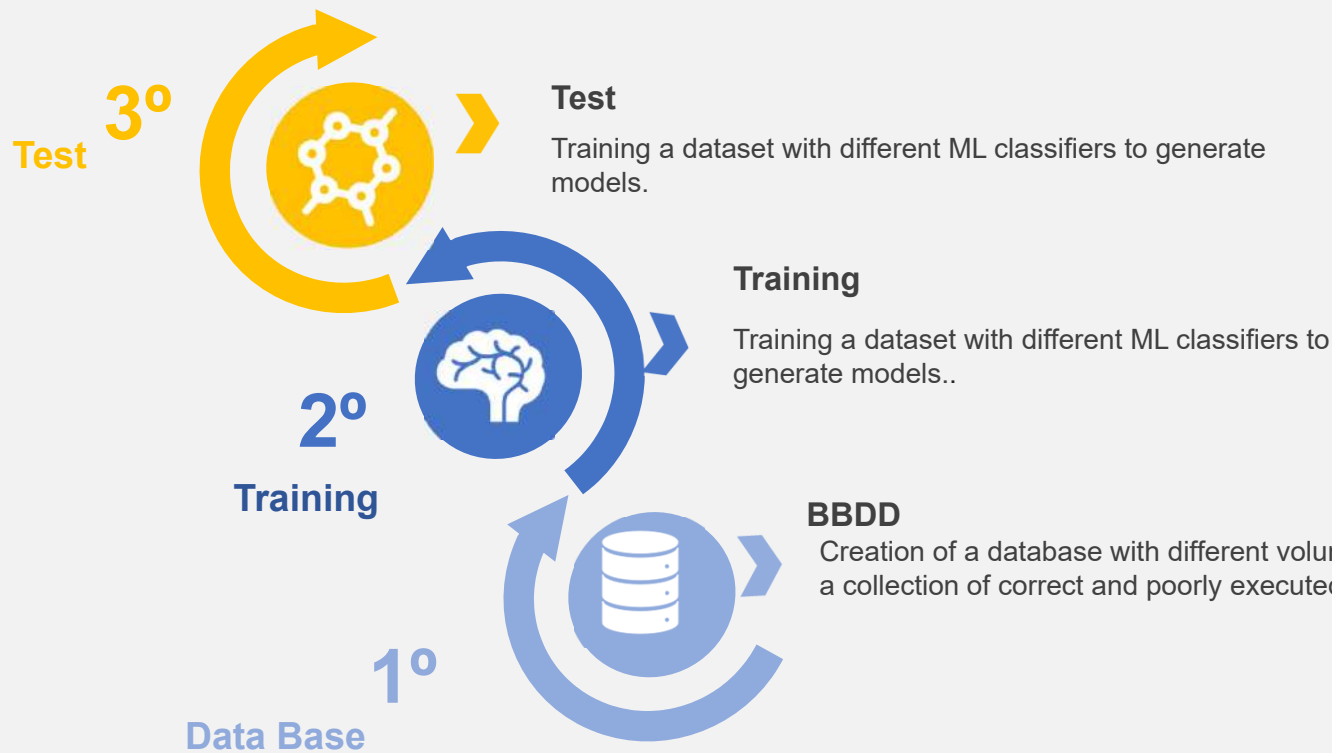 3º
Test
Test
Training a dataset with different ML classifiers to generate
models.
Training
Training a dataset with different ML classifiers to
generate models..
2º
Training
BBDD
Creation of a database with different
a collection of correct and poorly
1º
Data Base